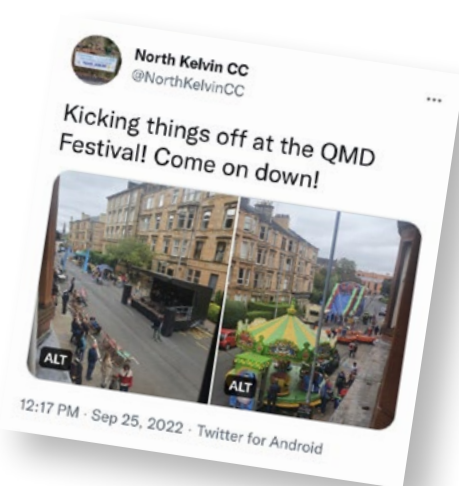 North Kelvin CC
@NorthKelvinCC
Kicking things off at the QMD
Festival! Come on down!
ALT
ALT
12:17 PM · Sep 25, 2022 · Twitter for Android